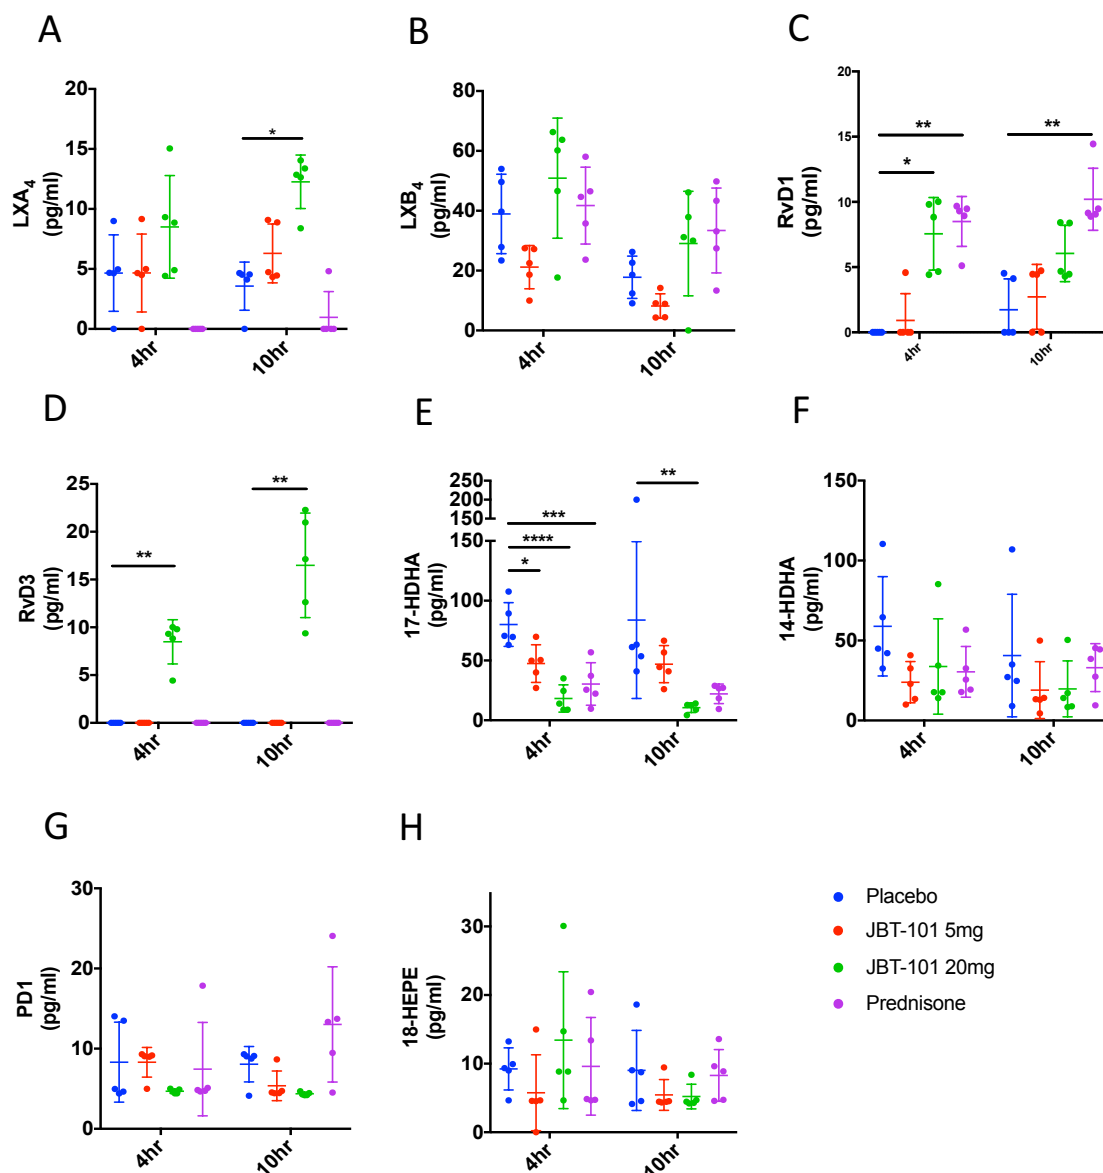 A
LXA4
(pg/ml)
20
15
10
5
0
*
4hr
10hr
B
LXB4
(pg/ml)
80
60
40
20
0
4hr
10hr
C
RvD1
(pg/ml)
20
15
10
5
0
**
*
**
4hr
10hr
D
RvD3
(pg/ml)
25
20
15
10
5
0
**
**
4hr
10hr
E
17-HDHA
(pg/ml)
250
200
150
150
100
50
0
***
****
*
**
4hr
10hr
F
14-HDHA
(pg/ml)
150
100
50
0
4hr
10hr
G
PD1
(pg/ml)
30
20
10
0
4hr
10hr
H
18-HEPE
(pg/ml)
30
20
10
0
4hr
10hr
Placebo
JBT-101 5mg
JBT-101 20mg
Prednisone